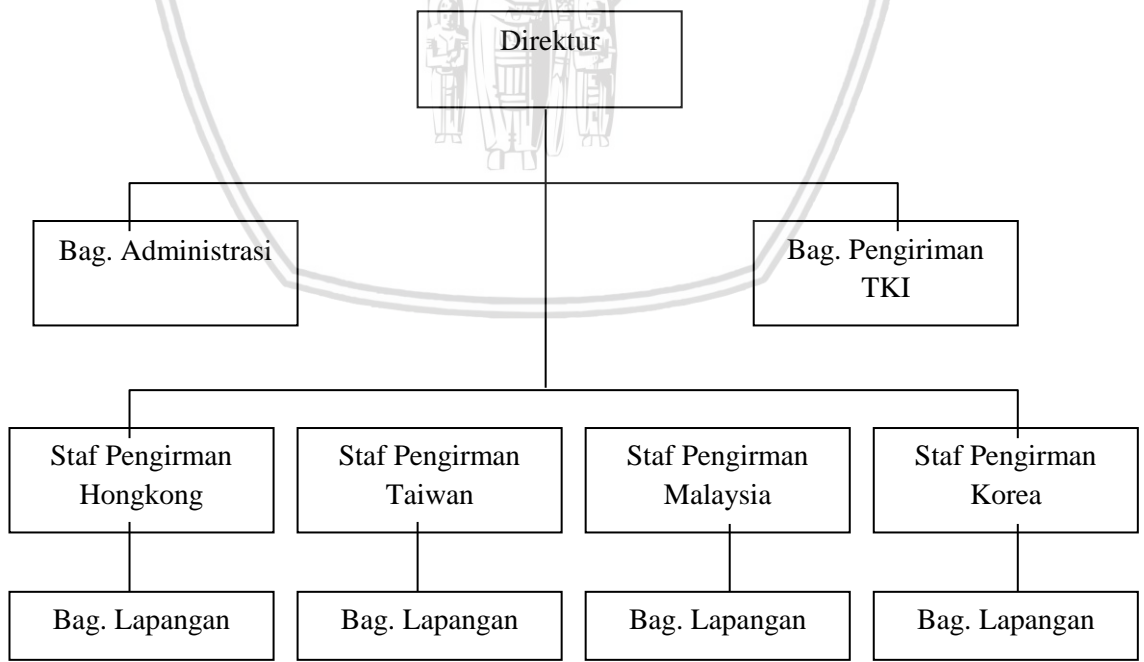 Direktur
Bag. Administrasi
Bag. Pengiriman
TKI
Staf Pengirman
Hongkong
Staf Pengirman
Taiwan
Staf Pengirman
Malaysia
Staf Pengirman
Korea
Bag. Lapangan
Bag. Lapangan
Bag. Lapangan
Bag. Lapangan